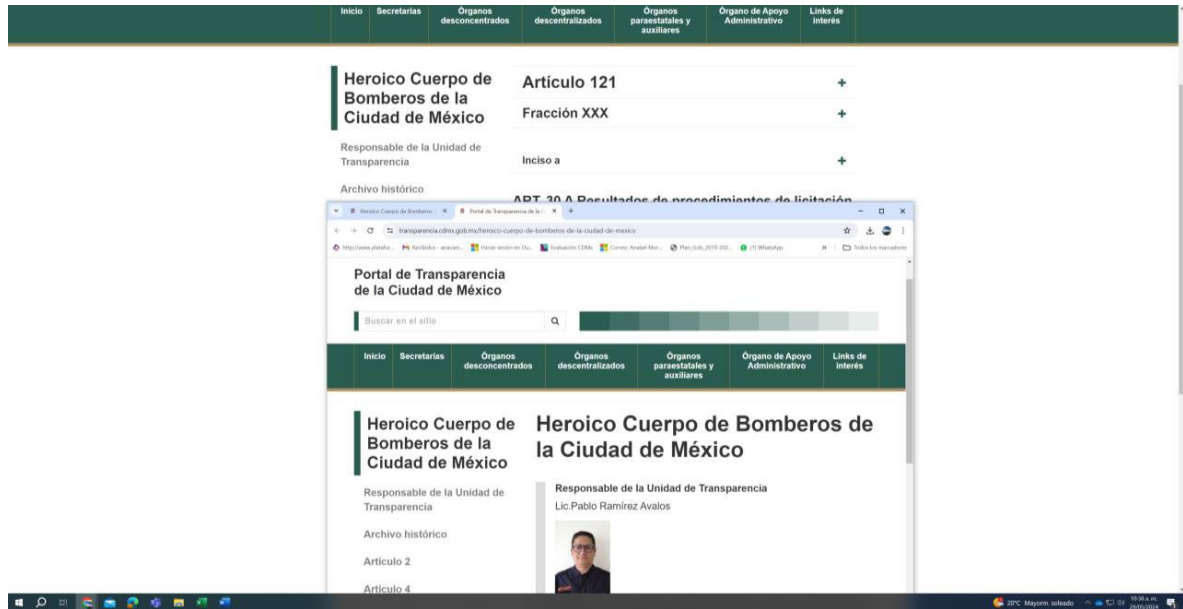 Inicio Secretarias Órganos desconcentrados Órganos descentralizados Órganos paraestatales y auxiliares Órgano de Apoyo Administrativo Links de interés
Heroico Cuerpo de
Bomberos de la
Ciudad de México
Responsable de la Unidad de
Transparencia
Archivo histórico
Artículo 121 +
Fracción XXX +
Inciso a +
ART. 30 A Resultados de procedimientos de licitación
Heroico Cuerpo de Bomberos
Portal de Transparencia de la
transparencia.cdmx.gob.mx/heroico-cuerpo-de-bomberos-de-la-ciudad-de-mexico
Evaluación CDMx
(1) WhatsApp
Todos los marcadores
Portal de Transparencia
de la Ciudad de México
Buscar en el sitio
Inicio Secretarias Órganos desconcentrados Órganos descentralizados Órganos paraestatales y auxiliares Órgano de Apoyo Administrativo Links de interés
Heroico Cuerpo de
Bomberos de la
Ciudad de México
Responsable de la Unidad de
Transparencia
Archivo histórico
Artículo 2
Artículo 4
Heroico Cuerpo de Bomberos de
la Ciudad de México
Responsable de la Unidad de Transparencia
Lic.Pablo Ramírez Avalos
20°C Mayorm. soleado
10:38 a. m.
29/05/2024